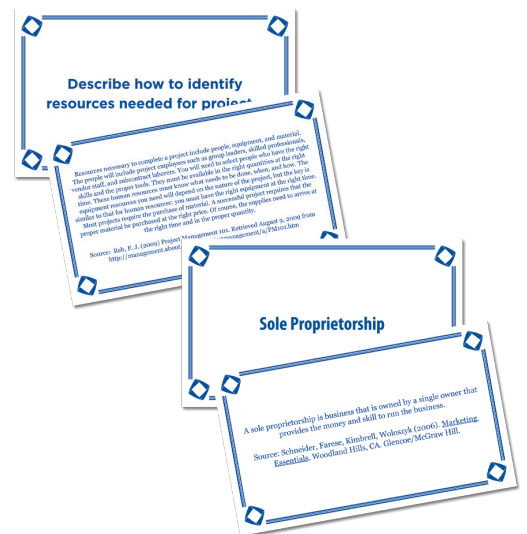 Describe how to identify
resources needed for
Resources necessary to complete a project include people, equipment, and material.
The people will include project employees such as group leaders, skilled professionals,
vendor staff, and subcontract laborers. You will need to select people who have the right
skills and the proper tools. They must be available in the right quantities at the right
time. These human resources must know what needs to be done, when, and how. The
equipment resources you need will depend on the nature of the project, but the key is
similar to that for human resources: you must have the right equipment at the right time.
Most projects require the purchase of material. A successful project requires that the
proper material be purchased at the right price. Of course, the supplies need to arrive at
the right time and in the proper quantity.
Source: Reh, F. J. (2009) Project Management 101. Retrieved August 9, 2009 from
http://management.about.
Sole Proprietorship
A sole proprietorship is business that is owned by a single owner that
provides the money and skill to run the business.
Source: Schneider, Farese, Kimbrell, Woloszyk (2006). Marketing
Essentials. Woodland Hills, CA. Glencoe/McGraw Hill.